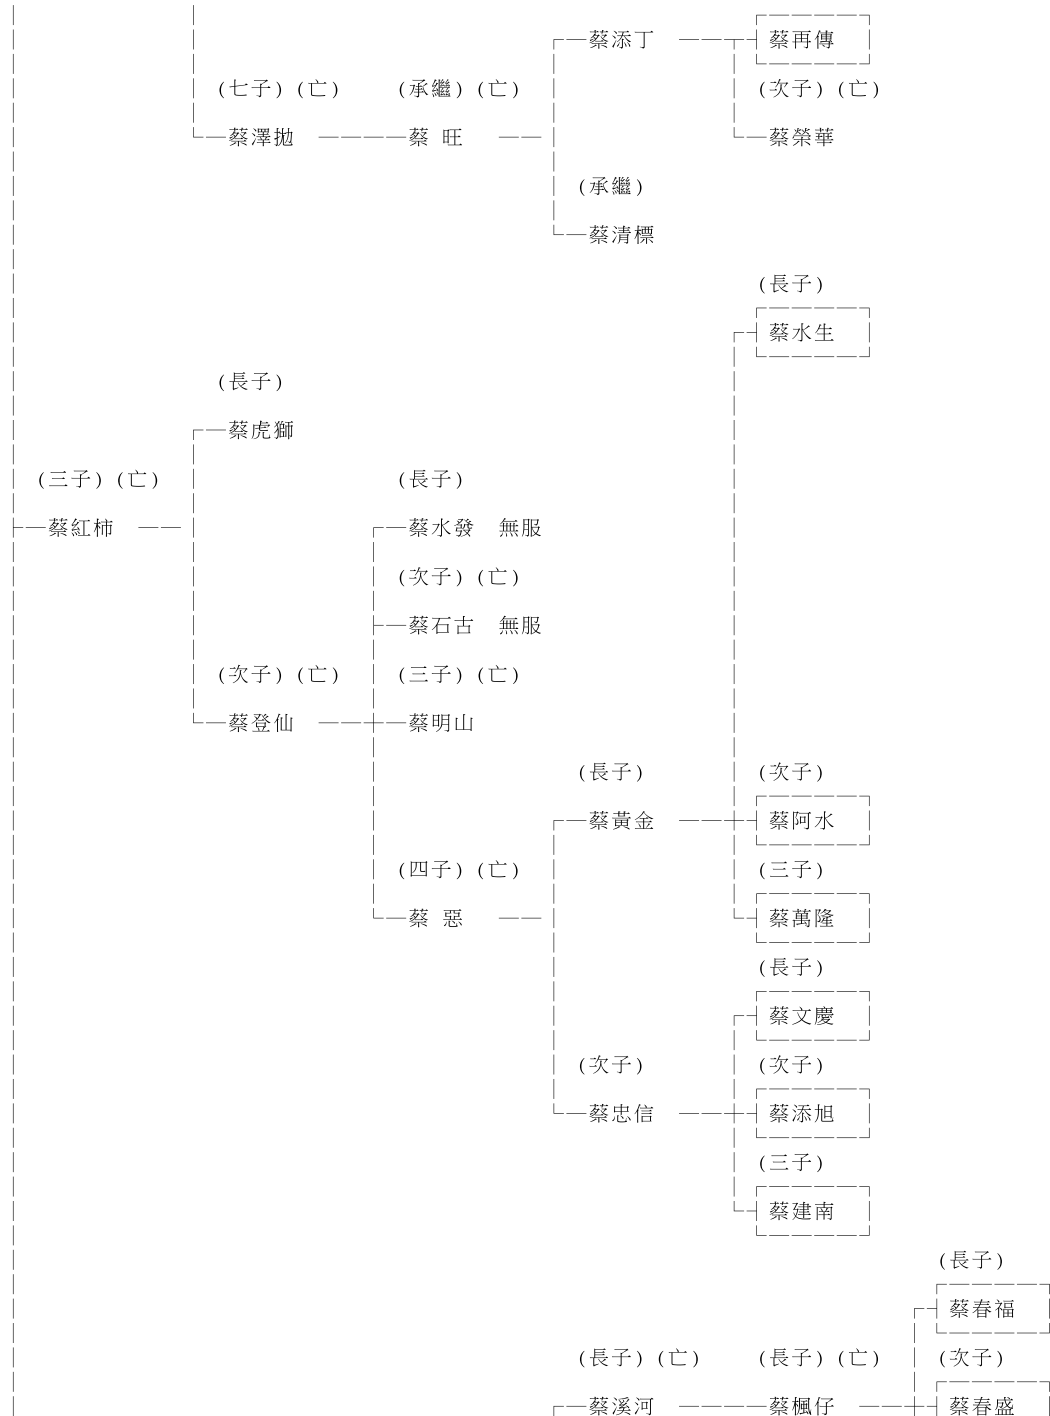 蔡添丁 蔡再傳
(七子)(亡) (承繼)(亡) (次子)(亡)
蔡澤拋 蔡 旺 蔡榮華
(承繼)
蔡清標
(長子)
蔡水生
(長子)
蔡虎獅
(三子)(亡) (長子)
蔡紅柿 蔡水發 無服
(次子)(亡)
蔡石古 無服
(次子)(亡) (三子)(亡)
蔡登仙 蔡明山
(長子) (次子)
蔡黃金 蔡阿水
(四子)(亡) (三子)
蔡 惡 蔡萬隆
(長子)
蔡文慶
(次子) (次子)
蔡忠信 蔡添旭
(三子)
蔡建南
(長子)
蔡春福
(長子)(亡) (長子)(亡) (次子)
蔡溪河 蔡楓仔 蔡春盛